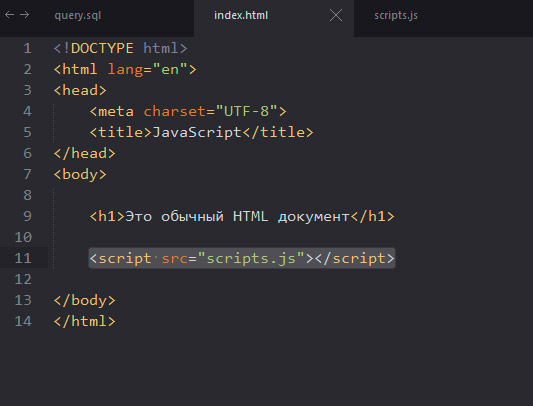 query.sql index.html scripts.js
1 <!DOCTYPE html>
2 <html lang="en">
3 <head>
4 <meta charset="UTF-8">
5 <title>JavaScript</title>
6 </head>
7 <body>
8
9 <h1>Это обычный HTML документ</h1>
10
11 <script src="scripts.js"></script>
12
13 </body>
14 </html>